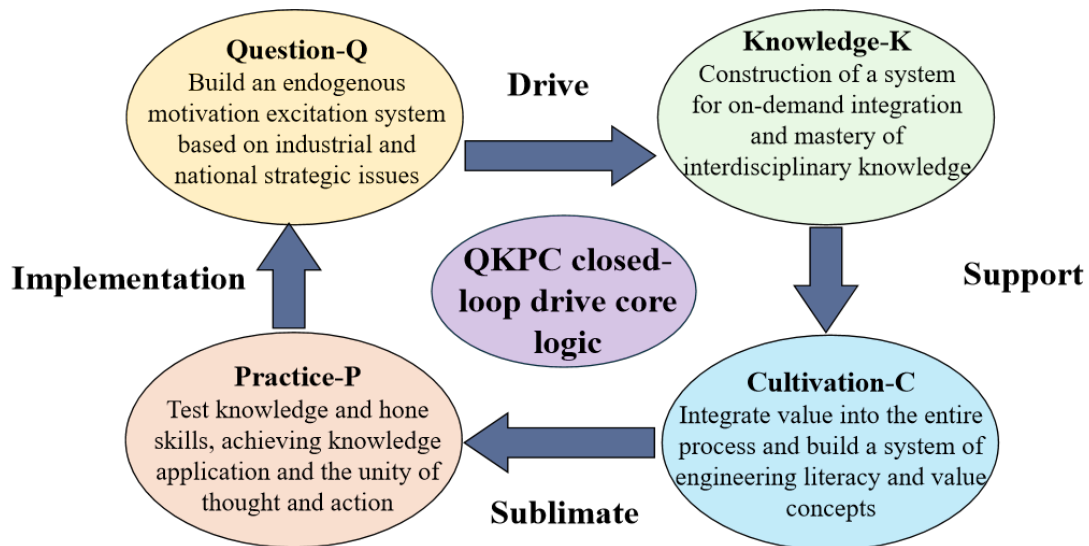 Question-Q
Build an endogenous
motivation excitation system
based on industrial and
national strategic issues
Drive
Knowledge-K
Construction of a system
for on-demand integration
and mastery of
interdisciplinary knowledge
Implementation
QKPC closed-
loop drive core
logic
Support
Practice-P
Test knowledge and hone
skills, achieving knowledge
application and the unity of
thought and action
Sublimate
Cultivation-C
Integrate value into the entire
process and build a system of
engineering literacy and value
concepts